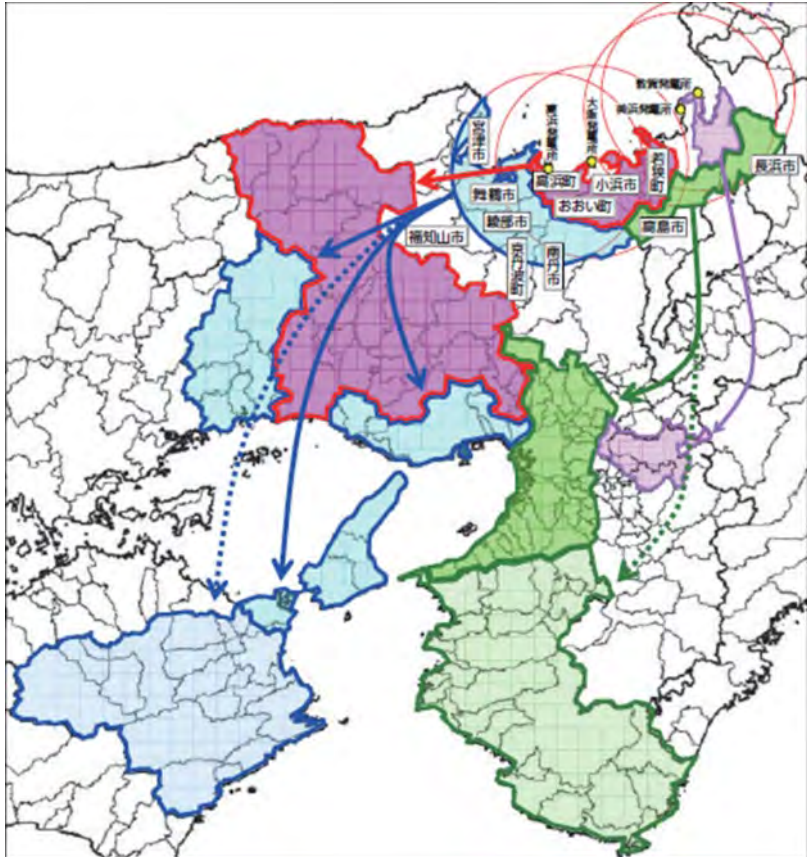 敦賀発電所
美浜発電所
大飯発電所
高浜発電所
宮津市
長浜市
若狭町
高浜町
小浜市
舞鶴市
おおい町
高島市
綾部市
福知山市
京丹波町
南丹市